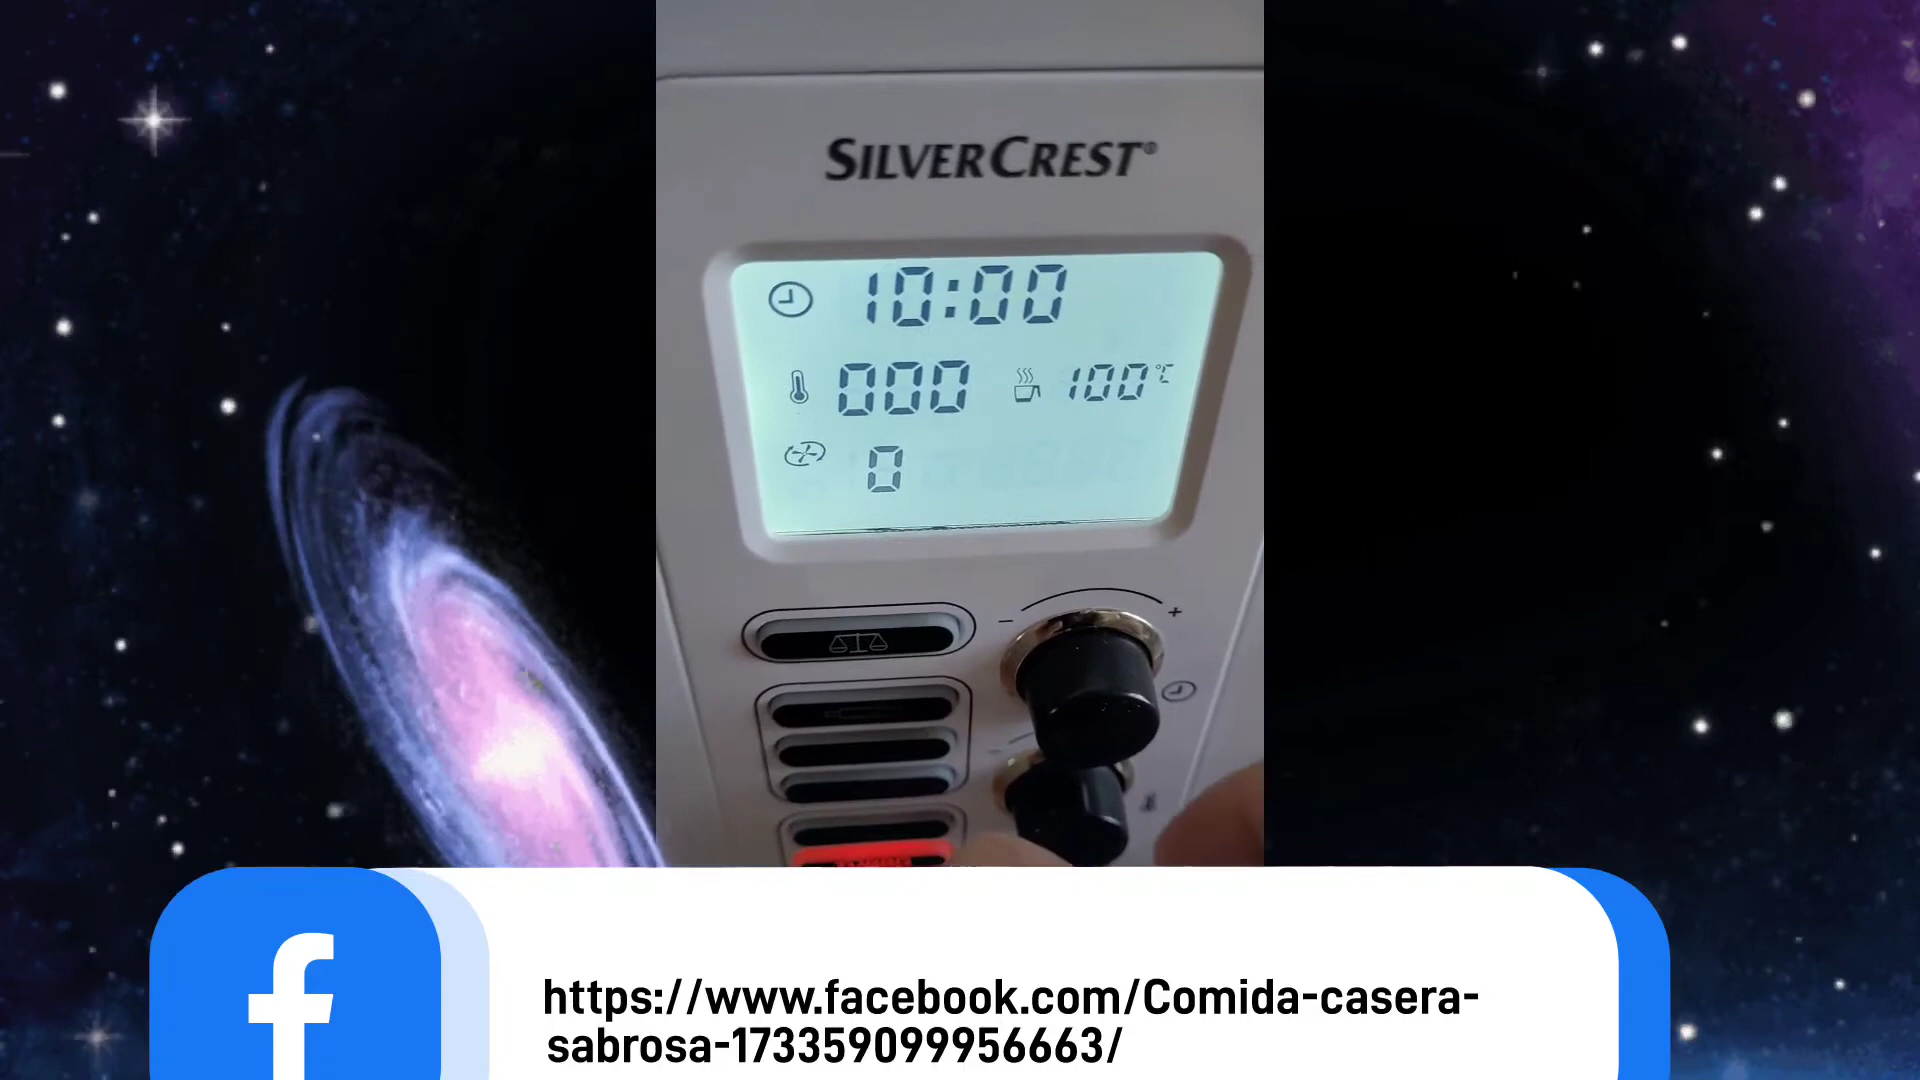 SILVERCREST®
10:00
000 100°C
0
- +
-
f
https://www.facebook.com/Comida-casera-
sabrosa-173359099956663/